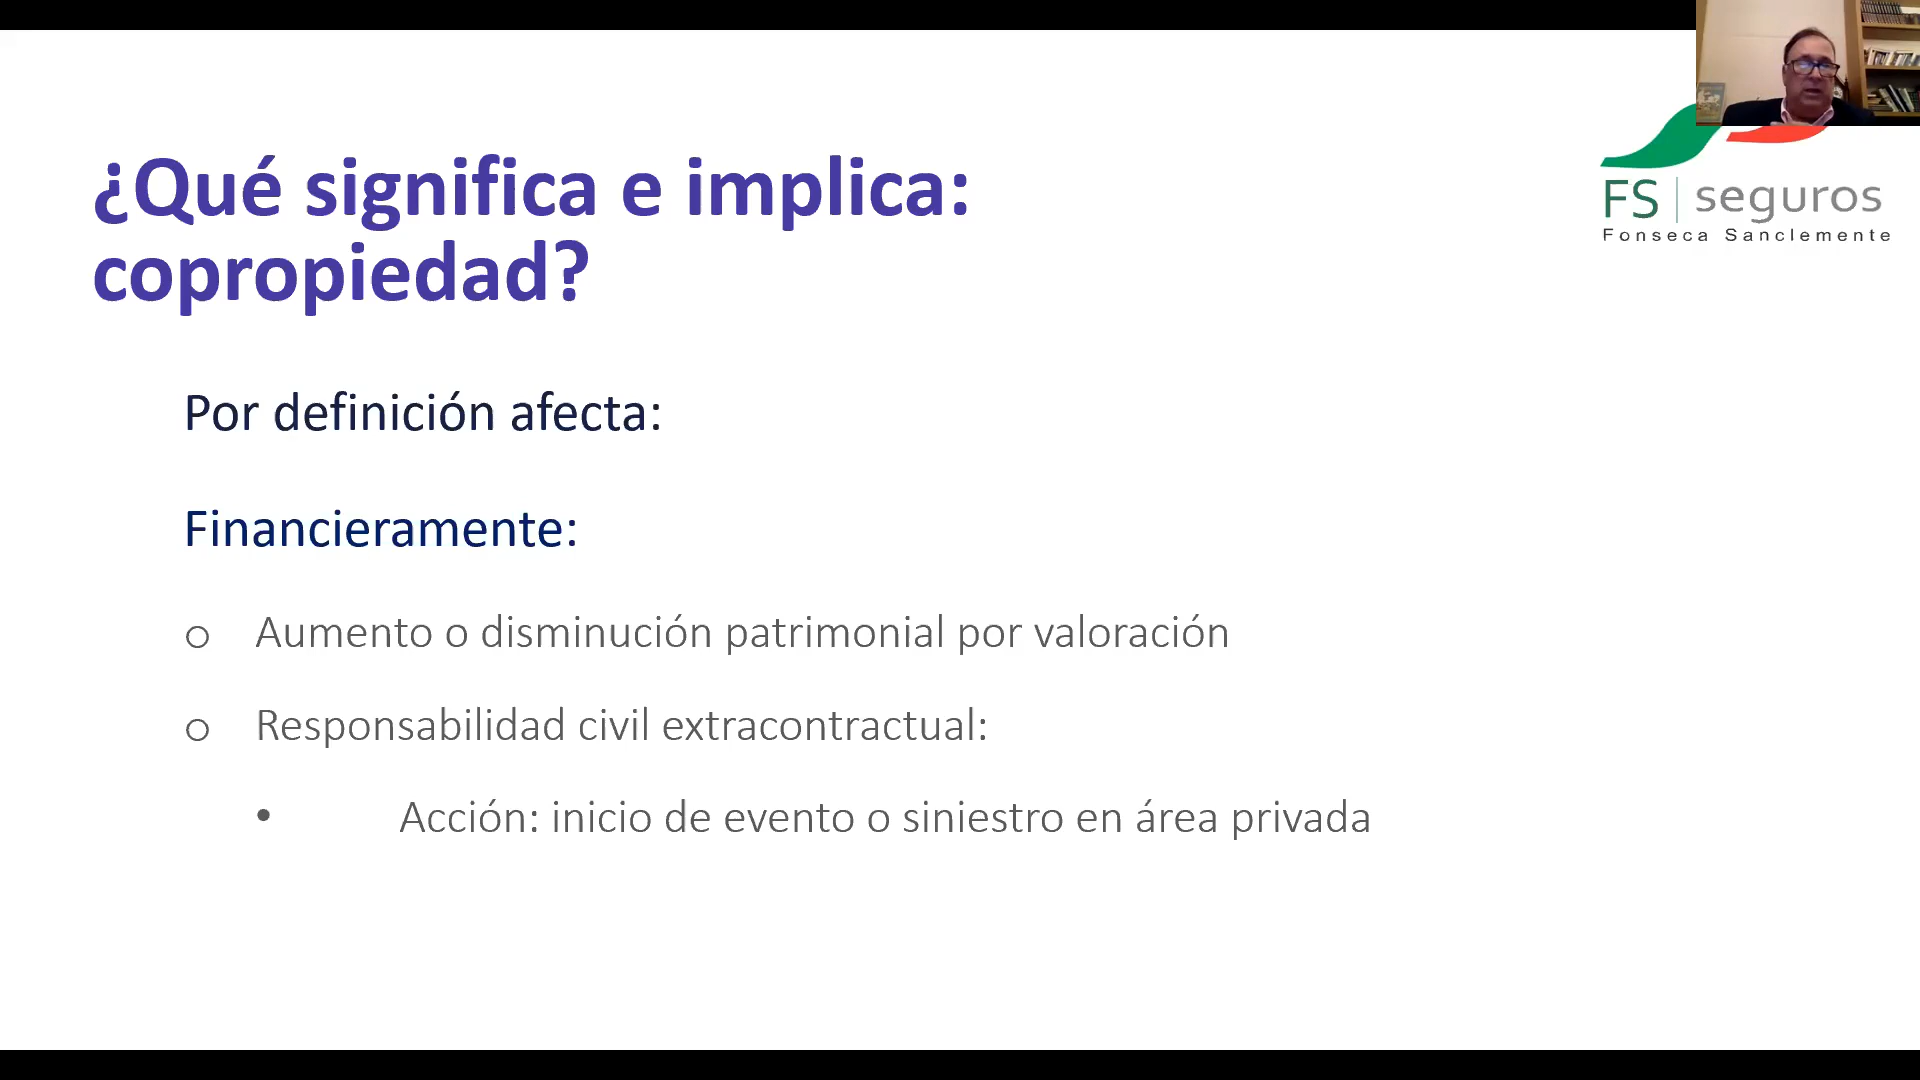 ¿Qué significa e implica:
copropiedad?
FS | seguros
Fonseca Sanclemente
Por definición afecta:
Financieramente:
o Aumento o disminución patrimonial por valoración
o Responsabilidad civil extracontractual:
• Acción: inicio de evento o siniestro en área privada